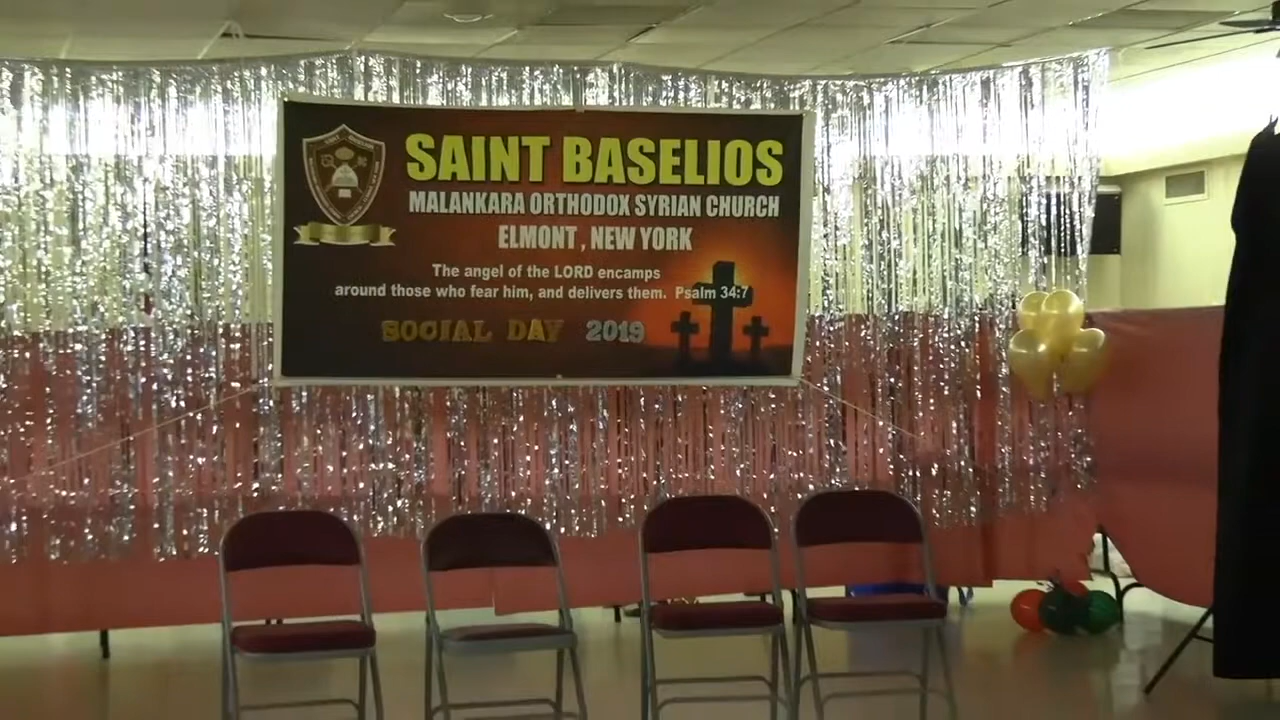 SAINT BASELIOS
MALANKARA ORTHODOX SYRIAN CHURCH
ELMONT , NEW YORK
The angel of the LORD encamps
around those who fear him, and delivers them. Psalm 34:7
SOCIAL DAY 2019